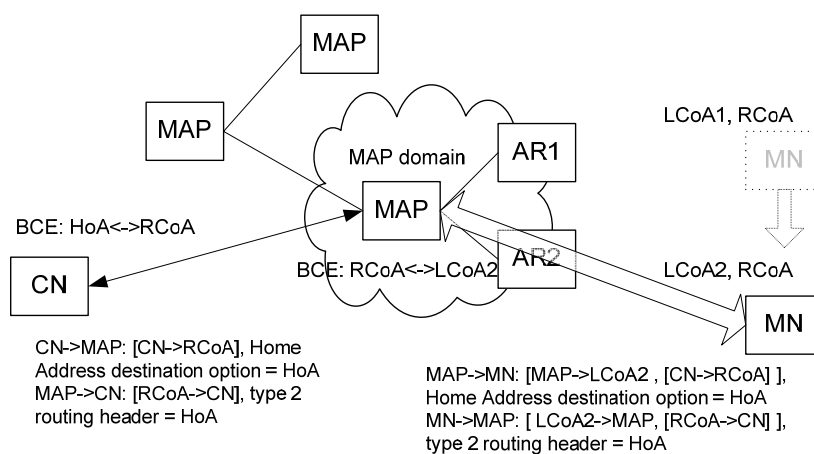 MAP
MAP
LCoA1, RCoA
MN
AR1
MAP domain
MAP
BCE: HoA<->RCoA
AR2
BCE: RCoA<->LCoA2
LCoA2, RCoA
CN
MN
CN->MAP: [CN->RCoA], Home
Address destination option = HoA
MAP->CN: [RCoA->CN], type 2
routing header = HoA
MAP->MN: [MAP->LCoA2 , [CN->RCoA] ],
Home Address destination option = HoA
MN->MAP: [ LCoA2->MAP, [RCoA->CN] ],
type 2 routing header = HoA